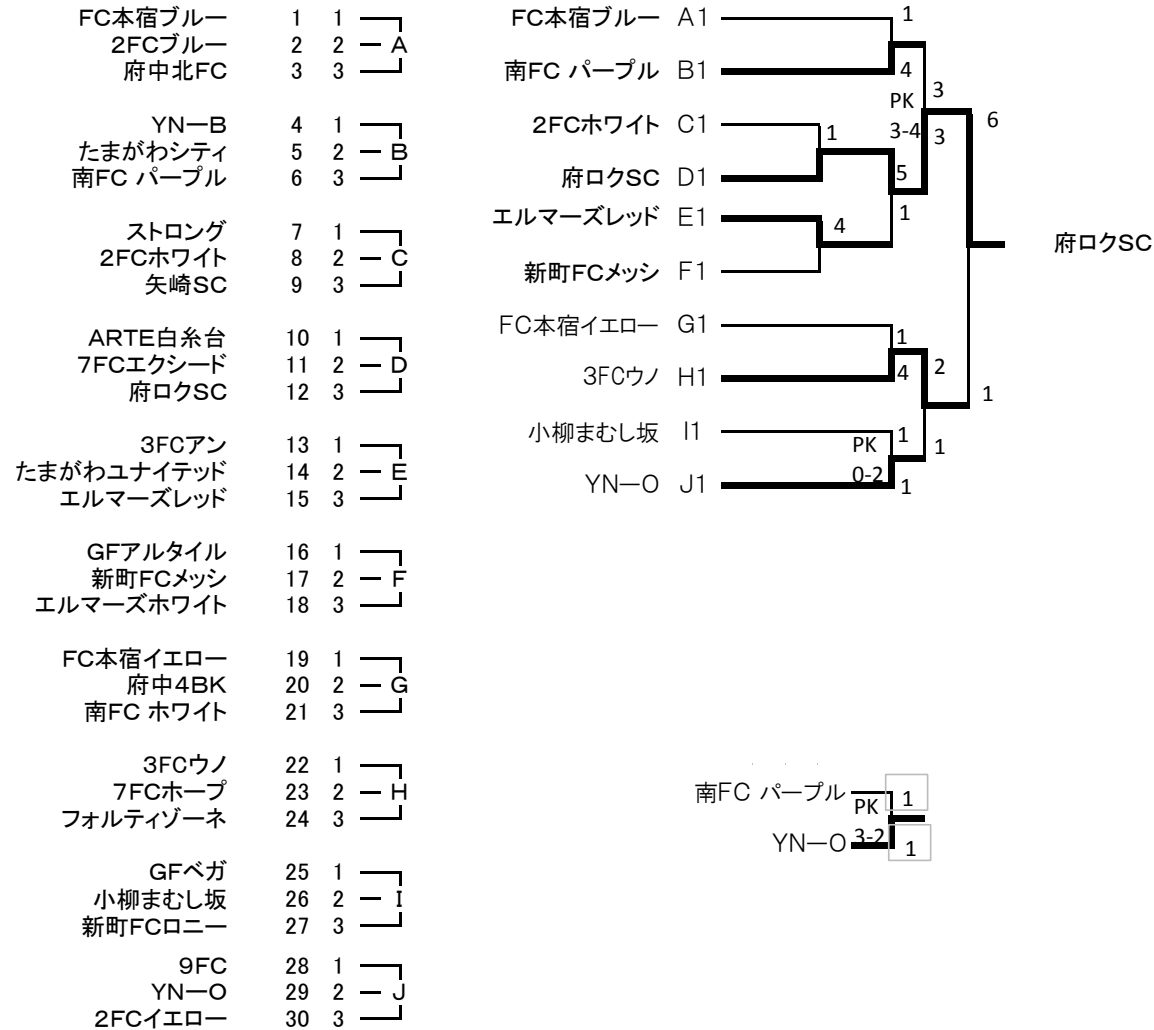 FC本宿ブルー 1 1
2FCブルー 2 2 A
府中北FC 3 3
YN−B 4 1
たまがわシティ 5 2 B
南FC パープル 6 3
ストロング 7 1
2FCホワイト 8 2 C
矢崎SC 9 3
ARTE白糸台 10 1
7FCエクシード 11 2 D
府ロクSC 12 3
3FCアン 13 1
たまがわユナイテッド 14 2 E
エルマーズレッド 15 3
GFアルタイル 16 1
新町FCメッシ 17 2 F
エルマーズホワイト 18 3
FC本宿イエロー 19 1
府中4BK 20 2 G
南FC ホワイト 21 3
3FCウノ 22 1
7FCホープ 23 2 H
フォルティゾーネ 24 3
GFベガ 25 1
小柳まむし坂 26 2 I
新町FCロニー 27 3
9FC 28 1
YN−O 29 2 J
2FCイエロー 30 3
FC本宿ブルー A1 1
南FC パープル B1 4
PK 3
3-4 3
6
2FCホワイト C1 1
府ロクSC D1 5
エルマーズレッド E1 4 1
新町FCメッシ F1
府ロクSC
FC本宿イエロー G1 1
3FCウノ H1 4 2
1
小柳まむし坂 I1 PK 1 1
YN−O J1 0-2 1
南FC パープル PK 1
YN−O 3-2 1